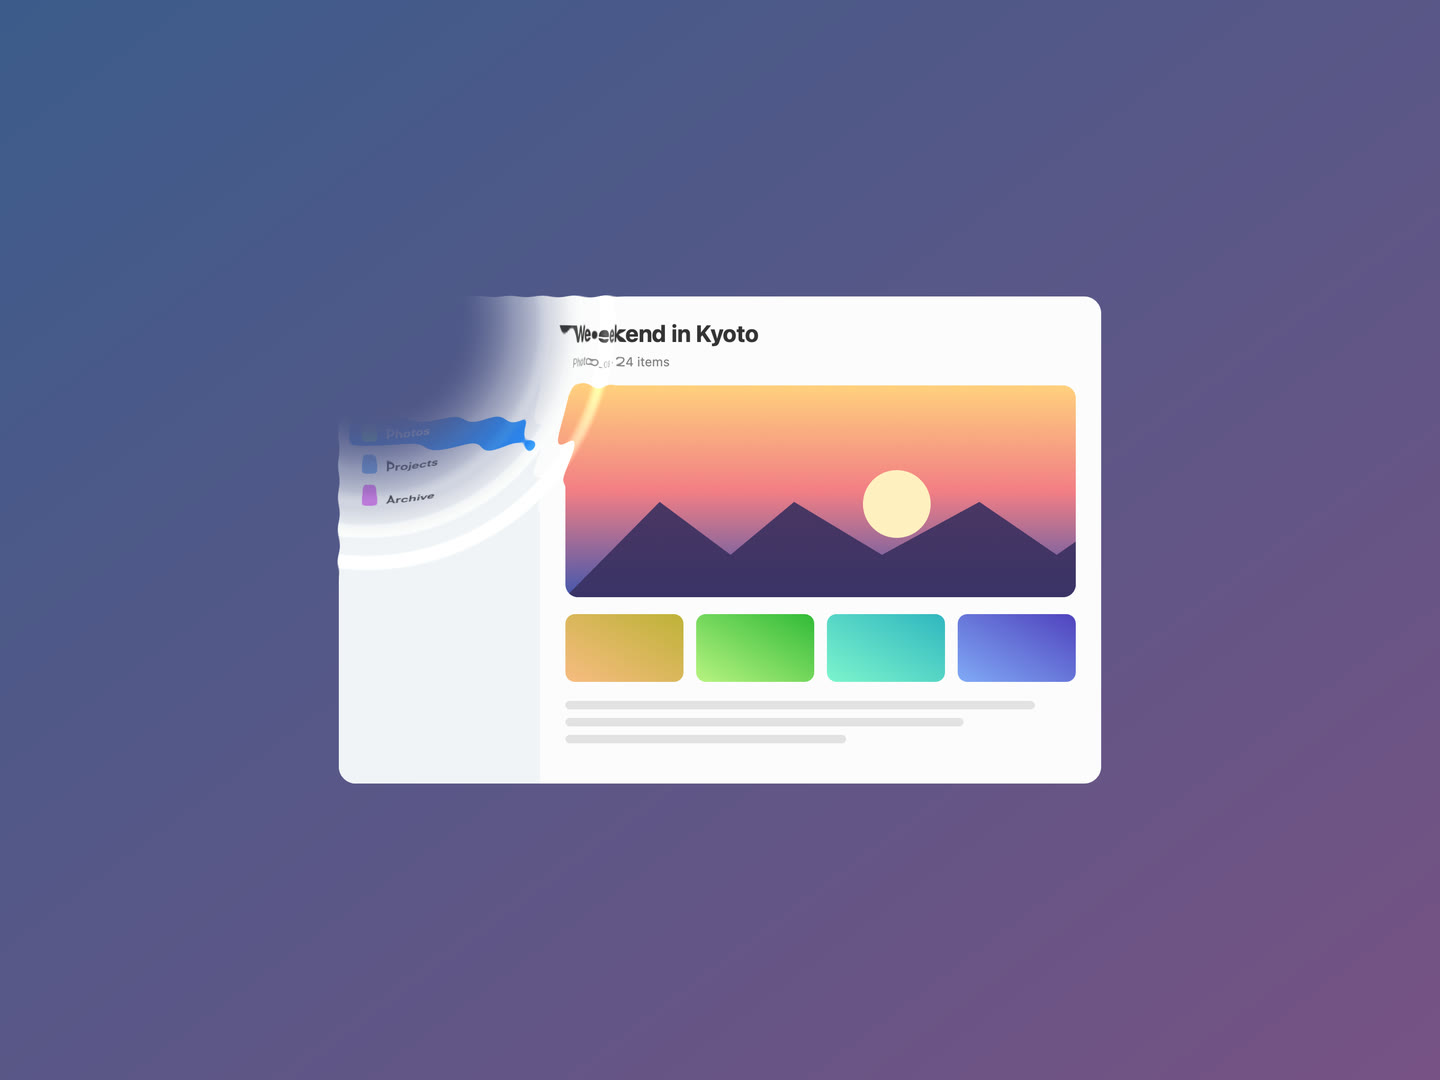 Weekend in Kyoto
24 items
Photos
Projects
Archive